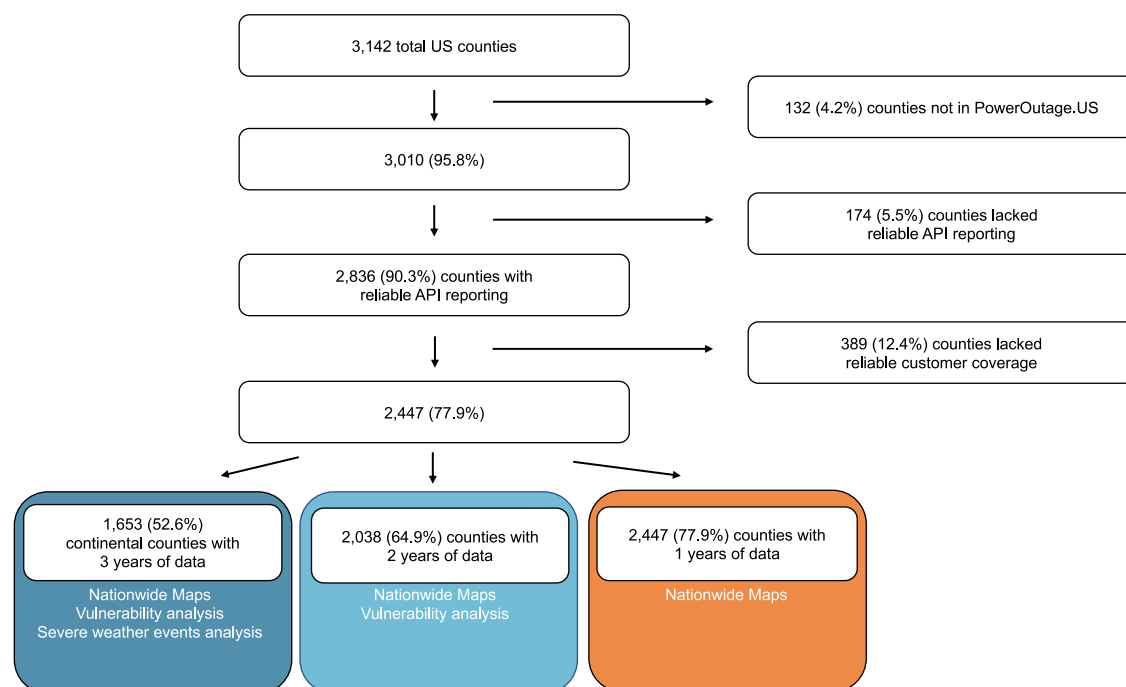 3,142 total US counties
132 (4.2%) counties not in PowerOutage.US
3,010 (95.8%)
174 (5.5%) counties lacked
reliable API reporting
2,836 (90.3%) counties with
reliable API reporting
389 (12.4%) counties lacked
reliable customer coverage
2,447 (77.9%)
1,653 (52.6%)
continental counties with
3 years of data
Nationwide Maps
Vulnerability analysis
Severe weather events analysis
2,038 (64.9%) counties with
2 years of data
Nationwide Maps
Vulnerability analysis
2,447 (77.9%) counties with
1 years of data
Nationwide Maps